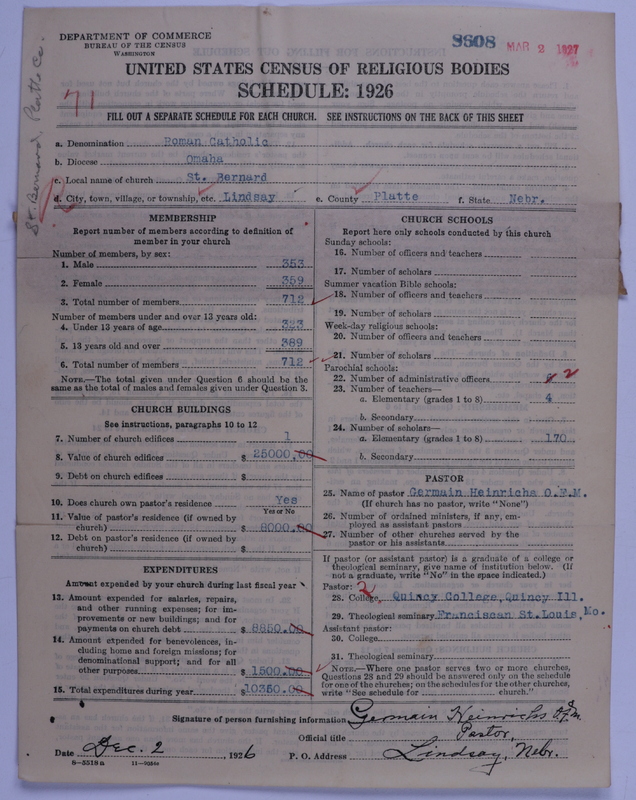 DEPARTMENT OF COMMERCE
BUREAU OF THE CENSUS
WASHINGTON
8808 MAR 2 1927
UNITED STATES CENSUS OF RELIGIOUS BODIES
SCHEDULE: 1926
71
St. Bernard, Platte Co.
FILL OUT A SEPARATE SCHEDULE FOR EACH CHURCH. SEE INSTRUCTIONS ON THE BACK OF THIS SHEET
a. Denomination Roman Catholic
b. Diocese Omaha
c. Local name of church St. Bernard
d. City, town, village, or township, etc. Lindsay e. County Platte f. State Nebr.
MEMBERSHIP
Report number of members according to definition of
member in your church
Number of members, by sex:
1. Male 353
2. Female 359
3. Total number of members 712
Number of members under and over 13 years old:
4. Under 13 years of age 323
5. 13 years old and over 389
6. Total number of members 712
NOTE.—The total given under Question 6 should be the
same as the total of males and females given under Question 3.
CHURCH BUILDINGS
See instructions, paragraphs 10 to 12
7. Number of church edifices 1
8. Value of church edifices $ 25000.00
9. Debt on church edifices $
10. Does church own pastor's residence Yes
Yes or No
11. Value of pastor's residence (if owned by
church) $ 8000.00
12. Debt on pastor's residence (if owned by
church) $
EXPENDITURES
Amount expended by your church during last fiscal year
13. Amount expended for salaries, repairs,
and other running expenses; for im-
provements or new buildings; and for
payments on church debt $ 8850.00
14. Amount expended for benevolences, in-
cluding home and foreign missions; for
denominational support; and for all
other purposes $ 1500.00
15. Total expenditures during year $ 10350.00
CHURCH SCHOOLS
Report here only schools conducted by this church
Sunday schools:
16. Number of officers and teachers
17. Number of scholars
Summer vacation Bible schools:
18. Number of officers and teachers
19. Number of scholars
Week-day religious schools:
20. Number of officers and teachers
21. Number of scholars
Parochial schools:
22. Number of administrative officers 2
23. Number of teachers—
a. Elementary (grades 1 to 8) 4
b. Secondary
24. Number of scholars—
a. Elementary (grades 1 to 8) 170
b. Secondary
PASTOR
25. Name of pastor Germain Heinrichs O.F.M.
(If church has no pastor, write "None")
26. Number of ordained ministers, if any, em-
ployed as assistant pastors
27. Number of other churches served by the
pastor or his assistants
If pastor (or assistant pastor) is a graduate of a college or
theological seminary, give name of institution below. (If
not a graduate, write "No" in the space indicated.)
Pastor: 2
28. College, Quincy College, Quincy Ill.
29. Theological seminary Franciscan St. Louis, Mo.
Assistant pastor:
30. College
31. Theological seminary
NOTE.—Where one pastor serves two or more churches,
Questions 28 and 29 should be answered only on the schedule
for one of the churches; on the schedules for the other churches,
write "See schedule for church."
Signature of person furnishing information Germain Heinrichs O.F.M.
Official title Pastor,
Date Dec. 2, 1926 P. O. Address Lindsay, Nebr.
8-5518a